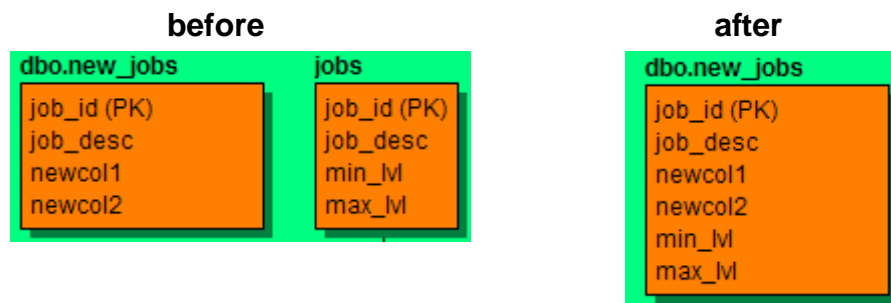 before
after
dbo.new_jobs
job_id (PK)
job_desc
newcol1
newcol2
jobs
job_id (PK)
job_desc
min_lvl
max_lvl
dbo.new_jobs
job_id (PK)
job_desc
newcol1
newcol2
min_lvl
max_lvl